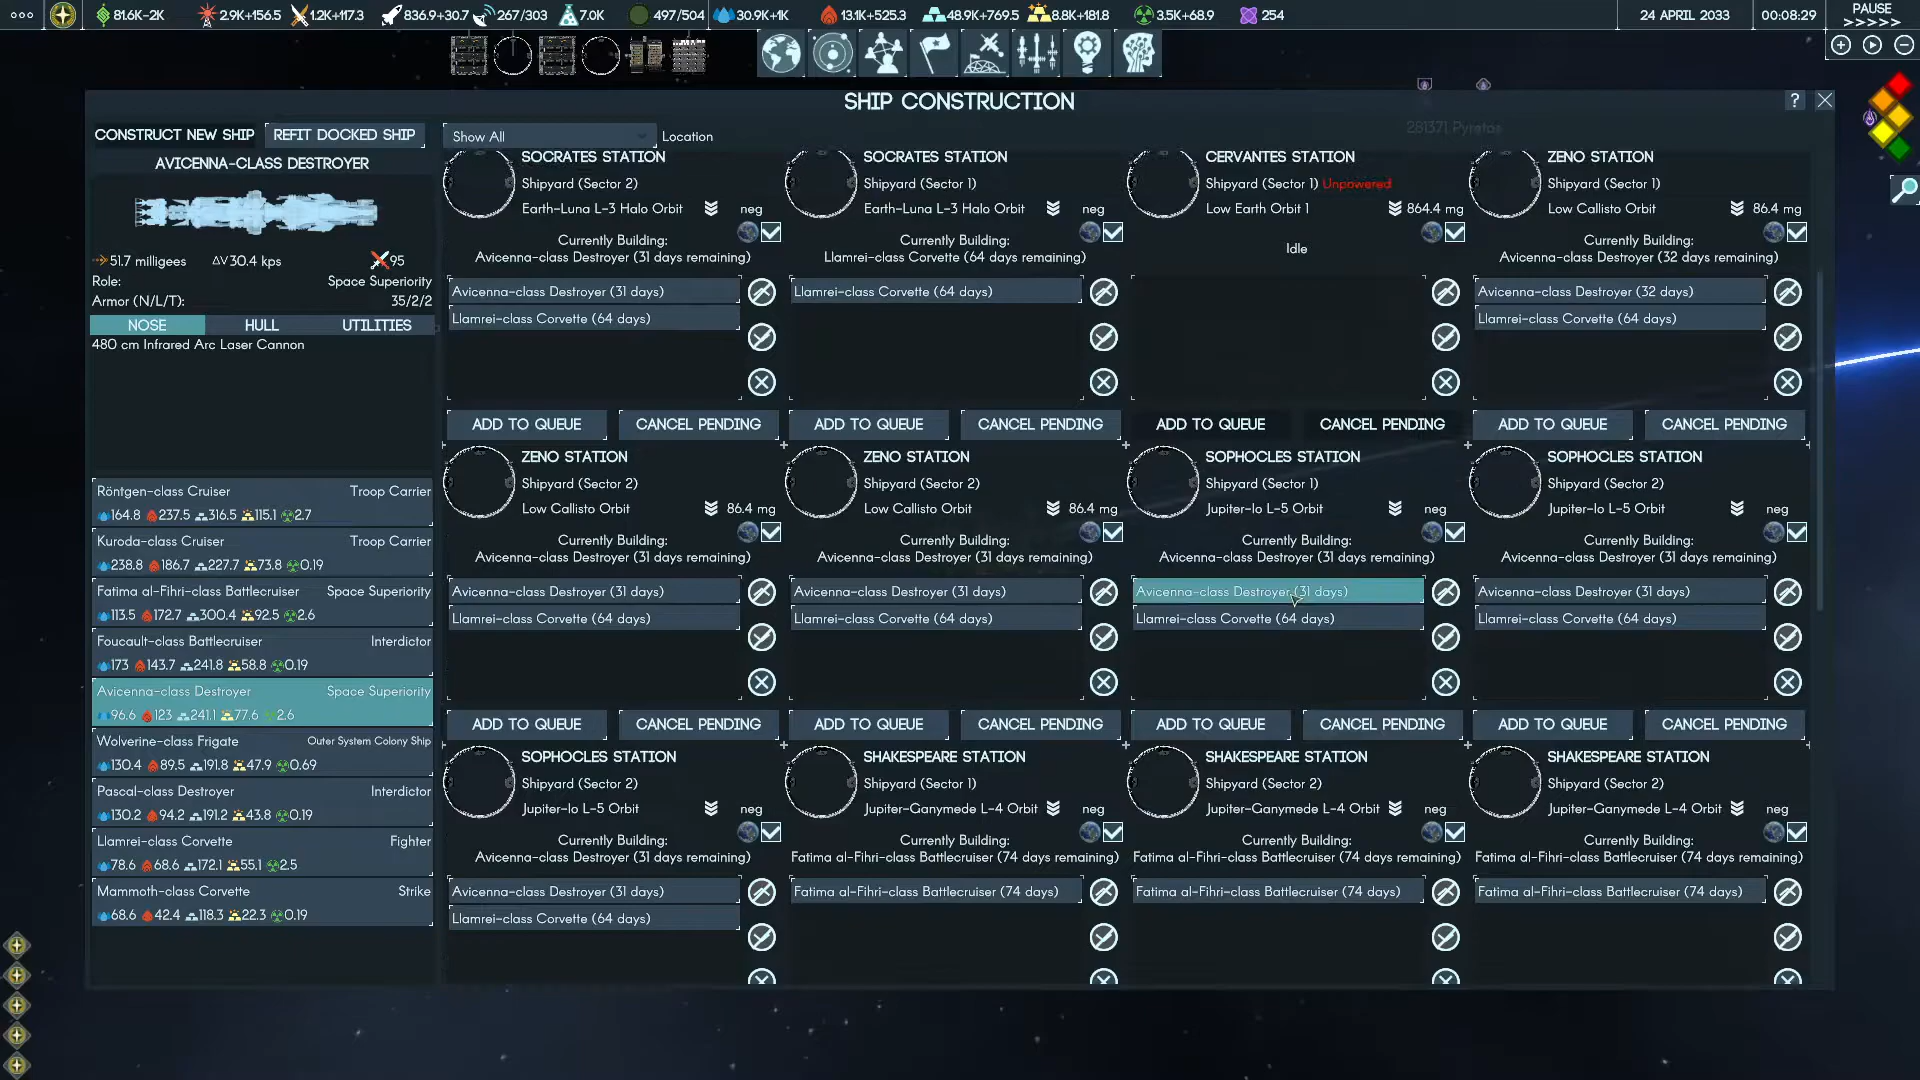 81.6K-2K 2.9K+156.5 1.2K+117.3 836.9+30.7 267/303 7.0K 497/504 30.9K+1K 13.1K+525.3 48.9K+769.5 8.8K+181.8 3.5K+68.9 254 24 APRIL 2033 00:08:29 PAUSE
>>>>>
SHIP CONSTRUCTION
?
281371 Pyretos
CONSTRUCT NEW SHIP REFIT DOCKED SHIP Show All Location
AVICENNA-CLASS DESTROYER
51.7 milligees ΔV30.4 kps 95
Role: Space Superiority
Armor (N/L/T): 35/2/2
NOSE HULL UTILITIES
480 cm Infrared Arc Laser Cannon
Röntgen-class Cruiser Troop Carrier
164.8 237.5 316.5 115.1 2.7
Kuroda-class Cruiser Troop Carrier
238.8 186.7 227.7 73.8 0.19
Fatima al-Fihri-class Battlecruiser Space Superiority
113.5 172.7 300.4 92.5 2.6
Foucault-class Battlecruiser Interdictor
173 143.7 241.8 58.8 0.19
Avicenna-class Destroyer Space Superiority
96.6 123 241.1 77.6 2.6
Wolverine-class Frigate Outer System Colony Ship
130.4 89.5 191.8 47.9 0.69
Pascal-class Destroyer Interdictor
130.2 94.2 191.2 43.8 0.19
Llamrei-class Corvette Fighter
78.6 68.6 172.1 55.1 2.5
Mammoth-class Corvette Strike
68.6 42.4 118.3 22.3 0.19
SOCRATES STATION
Shipyard (Sector 2)
Earth-Luna L-3 Halo Orbit neg
Currently Building:
Avicenna-class Destroyer (31 days remaining)
Avicenna-class Destroyer (31 days)
Llamrei-class Corvette (64 days)
ADD TO QUEUE CANCEL PENDING
SOCRATES STATION
Shipyard (Sector 1)
Earth-Luna L-3 Halo Orbit neg
Currently Building:
Llamrei-class Corvette (64 days remaining)
Llamrei-class Corvette (64 days)
ADD TO QUEUE CANCEL PENDING
CERVANTES STATION
Shipyard (Sector 1) Unpowered
Low Earth Orbit 1 864.4 mg
Idle
ADD TO QUEUE CANCEL PENDING
ZENO STATION
Shipyard (Sector 1)
Low Callisto Orbit 86.4 mg
Currently Building:
Avicenna-class Destroyer (32 days remaining)
Avicenna-class Destroyer (32 days)
Llamrei-class Corvette (64 days)
ADD TO QUEUE CANCEL PENDING
ZENO STATION
Shipyard (Sector 2)
Low Callisto Orbit 86.4 mg
Currently Building:
Avicenna-class Destroyer (31 days remaining)
Avicenna-class Destroyer (31 days)
Llamrei-class Corvette (64 days)
ADD TO QUEUE CANCEL PENDING
ZENO STATION
Shipyard (Sector 2)
Low Callisto Orbit 86.4 mg
Currently Building:
Avicenna-class Destroyer (31 days remaining)
Avicenna-class Destroyer (31 days)
Llamrei-class Corvette (64 days)
ADD TO QUEUE CANCEL PENDING
SOPHOCLES STATION
Shipyard (Sector 1)
Jupiter-Io L-5 Orbit neg
Currently Building:
Avicenna-class Destroyer (31 days remaining)
Avicenna-class Destroyer (31 days)
Llamrei-class Corvette (64 days)
ADD TO QUEUE CANCEL PENDING
SOPHOCLES STATION
Shipyard (Sector 2)
Jupiter-Io L-5 Orbit neg
Currently Building:
Avicenna-class Destroyer (31 days remaining)
Avicenna-class Destroyer (31 days)
Llamrei-class Corvette (64 days)
ADD TO QUEUE CANCEL PENDING
SOPHOCLES STATION
Shipyard (Sector 2)
Jupiter-Io L-5 Orbit neg
Currently Building:
Avicenna-class Destroyer (31 days remaining)
Avicenna-class Destroyer (31 days)
Llamrei-class Corvette (64 days)
SHAKESPEARE STATION
Shipyard (Sector 1)
Jupiter-Ganymede L-4 Orbit neg
Currently Building:
Fatima al-Fihri-class Battlecruiser (74 days remaining)
Fatima al-Fihri-class Battlecruiser (74 days)
SHAKESPEARE STATION
Shipyard (Sector 2)
Jupiter-Ganymede L-4 Orbit neg
Currently Building:
Fatima al-Fihri-class Battlecruiser (74 days remaining)
Fatima al-Fihri-class Battlecruiser (74 days)
SHAKESPEARE STATION
Shipyard (Sector 2)
Jupiter-Ganymede L-4 Orbit neg
Currently Building:
Fatima al-Fihri-class Battlecruiser (74 days remaining)
Fatima al-Fihri-class Battlecruiser (74 days)